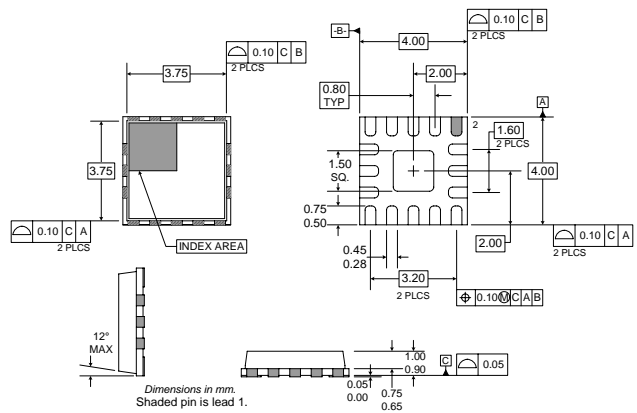 ⌓ 0.10 C B
2 PLCS
-B-
4.00
⌓ 0.10 C B
2 PLCS
3.75
2.00
0.80
TYP
A
2
3.75
1.60
2 PLCS
1.50
SQ.
4.00
⌓ 0.10 C A
2 PLCS
INDEX AREA
0.75
0.50
2.00
⌓ 0.10 C A
2 PLCS
0.45
0.28
3.20
2 PLCS
⌖ 0.10 Ⓜ C A B
12°
MAX
1.00
0.90
C
⌓ 0.05
0.05
0.00
0.75
0.65
Dimensions in mm.
Shaded pin is lead 1.